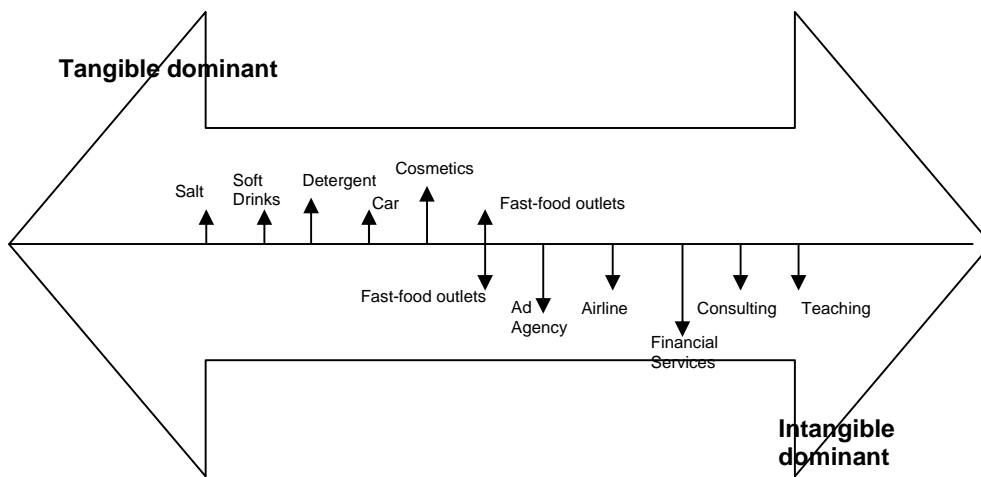 Tangible dominant
Cosmetics
Salt
Soft
Drinks
Detergent
Car
Fast-food outlets
Fast-food outlets
Ad
Agency
Airline
Financial
Services
Consulting
Teaching
Intangible
dominant